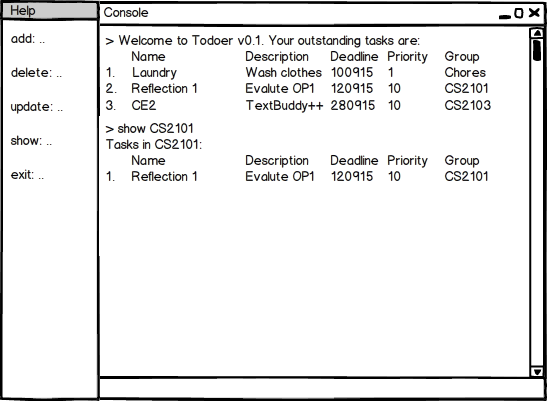 Help
add: ..
delete: ..
update: ..
show: ..
exit: ..
Console
> Welcome to Todoer v0.1. Your outstanding tasks are:
Name Description Deadline Priority Group
1. Laundry Wash clothes 100915 1 Chores
2. Reflection 1 Evalute OP1 120915 10 CS2101
3. CE2 TextBuddy++ 280915 10 CS2103
> show CS2101
Tasks in CS2101:
Name Description Deadline Priority Group
1. Reflection 1 Evalute OP1 120915 10 CS2101